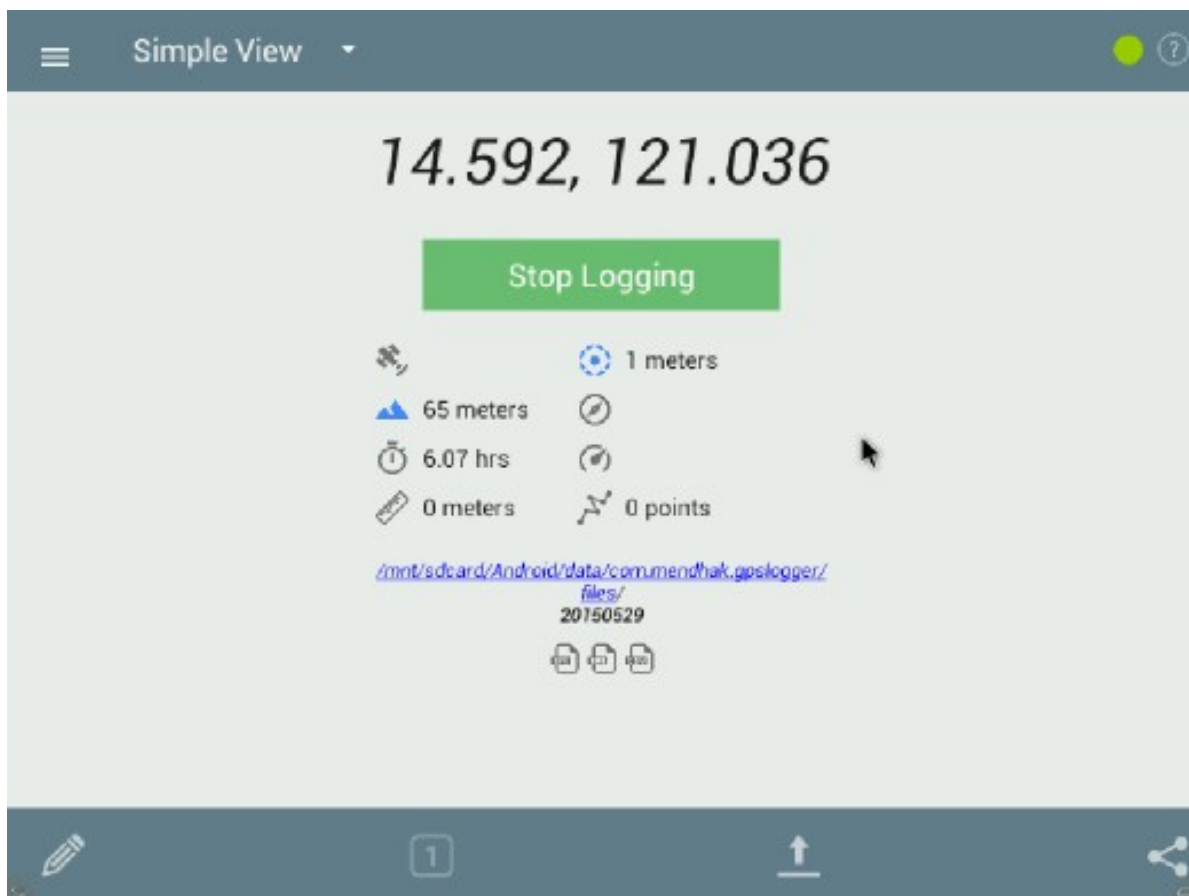 Simple View
?
14.592, 121.036
Stop Logging
1 meters
65 meters
6.07 hrs
0 meters
0 points
/mnt/sdcard/Android/data/com.mendhak.gpslogger/
files/
20150529
1